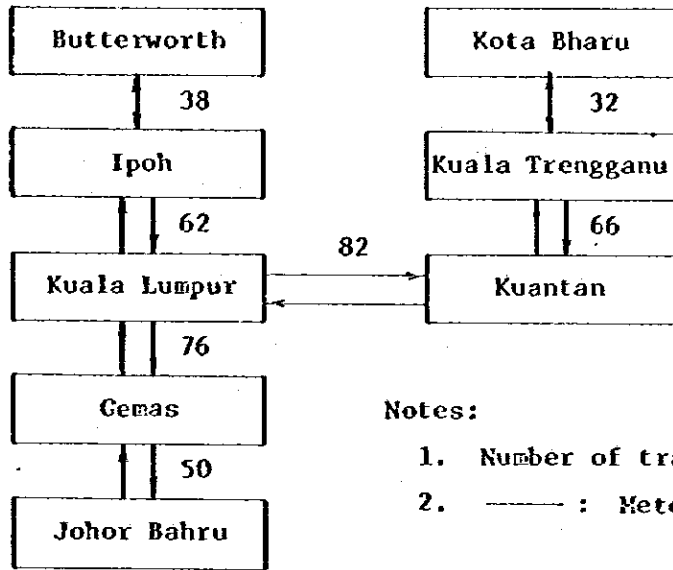 Butterworth
Kota Bharu
38
32
Ipoh
Kuala Trengganu
62
66
82
Kuala Lumpur
Kuantan
76
Gemas
Notes:
1. Number of
50
2. ——— :
Johor Bahru